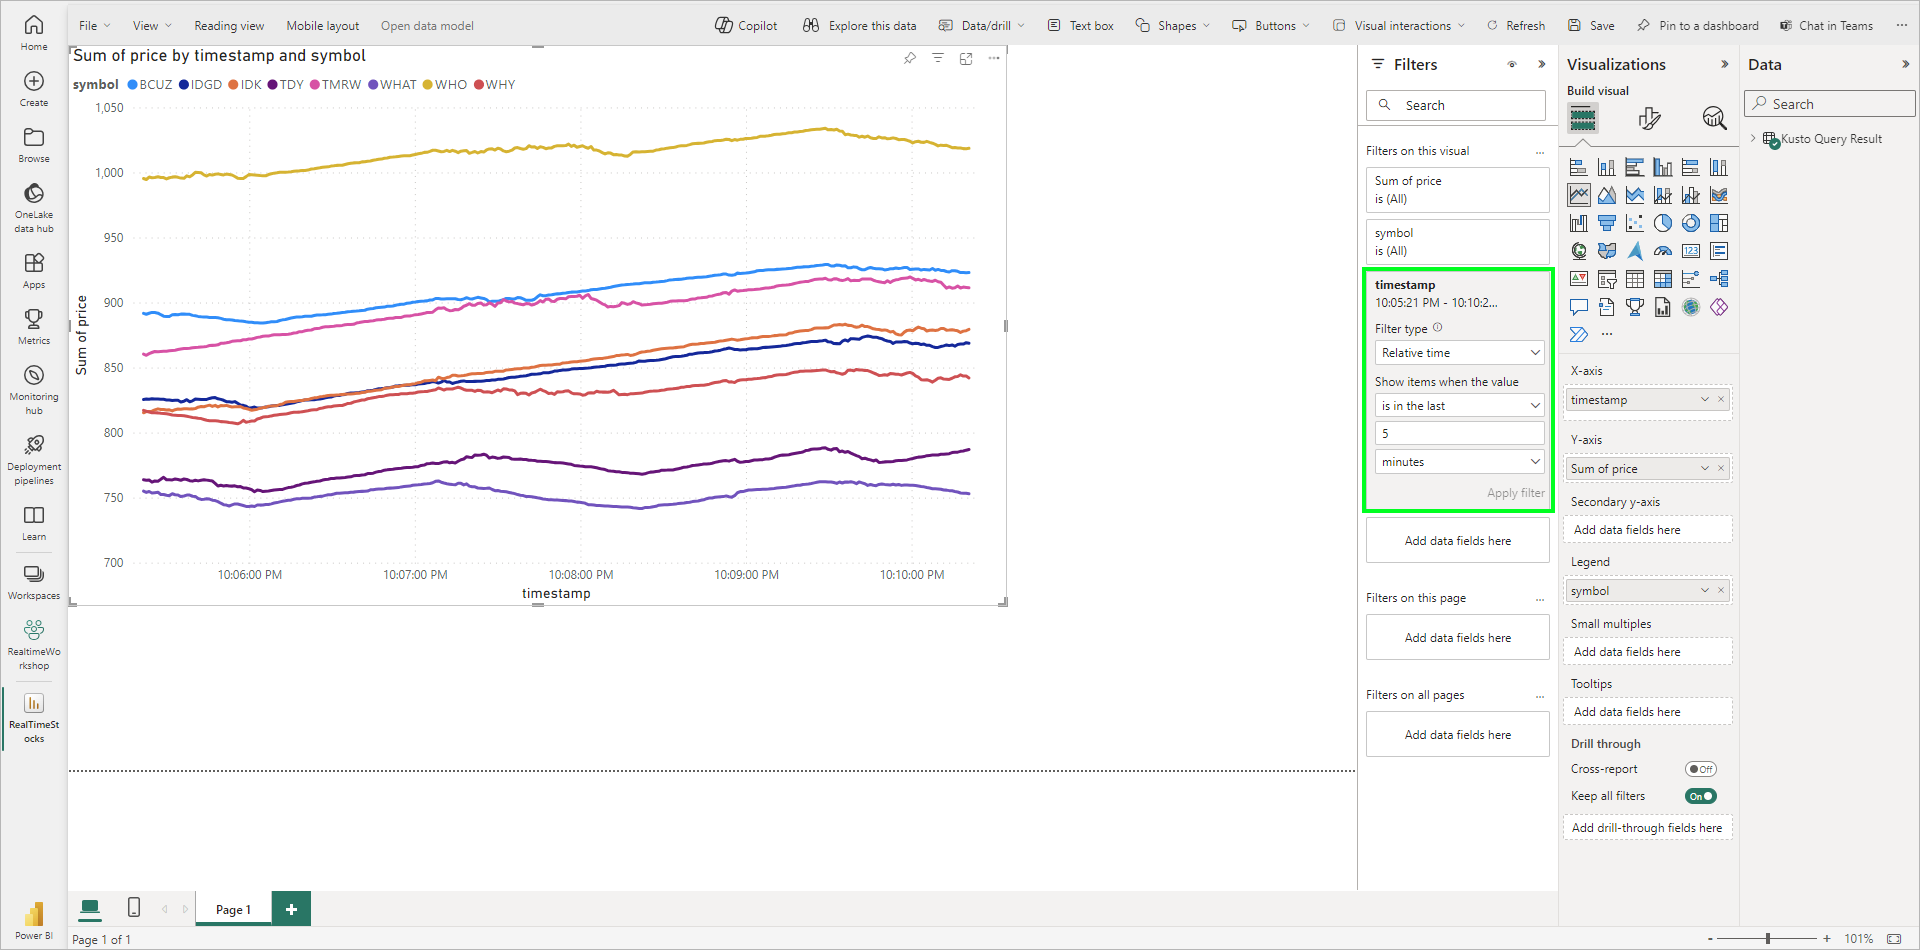 File
View
Reading view
Mobile layout
Open data model
Copilot
Explore this data
Data/drill
Text box
Shapes
Buttons
Visual interactions
Refresh
Save
Pin to a dashboard
Chat in Teams
Home
Create
Browse
OneLake
data hub
Apps
Metrics
Monitoring
hub
Deployment
pipelines
Learn
Workspaces
RealtimeWo
rkshop
RealTimeSt
ocks
Power BI
Sum of price by timestamp and symbol
symbol BCUZ IDGD IDK TDY TMRW WHAT WHO WHY
1,050
1,000
950
900
850
800
750
700
Sum of price
10:06:00 PM 10:07:00 PM 10:08:00 PM 10:09:00 PM 10:10:00 PM
timestamp
Filters
Search
Filters on this visual
Sum of price
is (All)
symbol
is (All)
timestamp
10:05:21 PM - 10:10:2...
Filter type
Relative time
Show items when the value
is in the last
5
minutes
Apply filter
Add data fields here
Filters on this page
Add data fields here
Filters on all pages
Add data fields here
Visualizations
Build visual
123
X-axis
timestamp
Y-axis
Sum of price
Secondary y-axis
Add data fields here
Legend
symbol
Small multiples
Add data fields here
Tooltips
Add data fields here
Drill through
Cross-report
Off
Keep all filters
On
Add drill-through fields here
Data
Search
Kusto Query Result
Page 1
+
Page 1 of 1
- + 101%